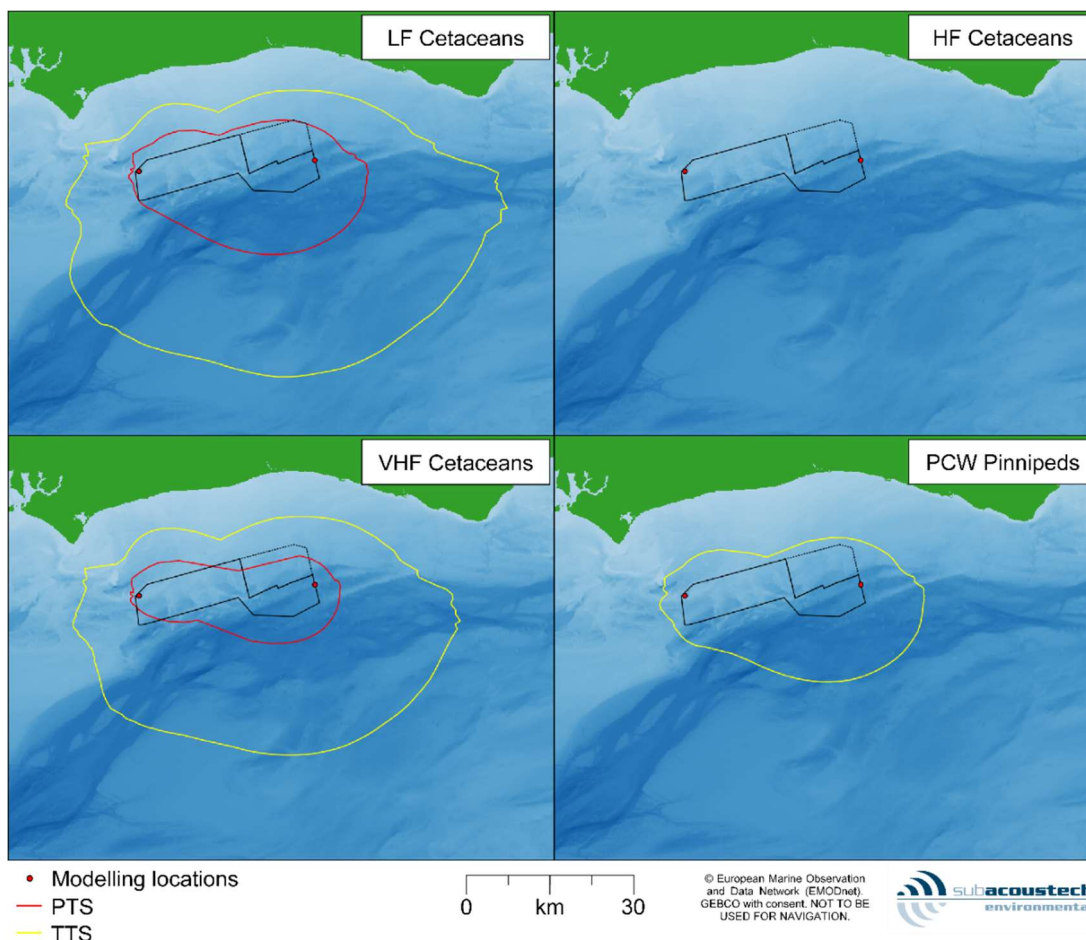 LF Cetaceans
HF Cetaceans
VHF Cetaceans
PCW Pinnipeds
Modelling locations
PTS
TTS
0 km 30
© European Marine Observation
and Data Network (EMODnet).
GEBCO with consent. NOT TO BE
USED FOR NAVIGATION.
subacoustech
environmental